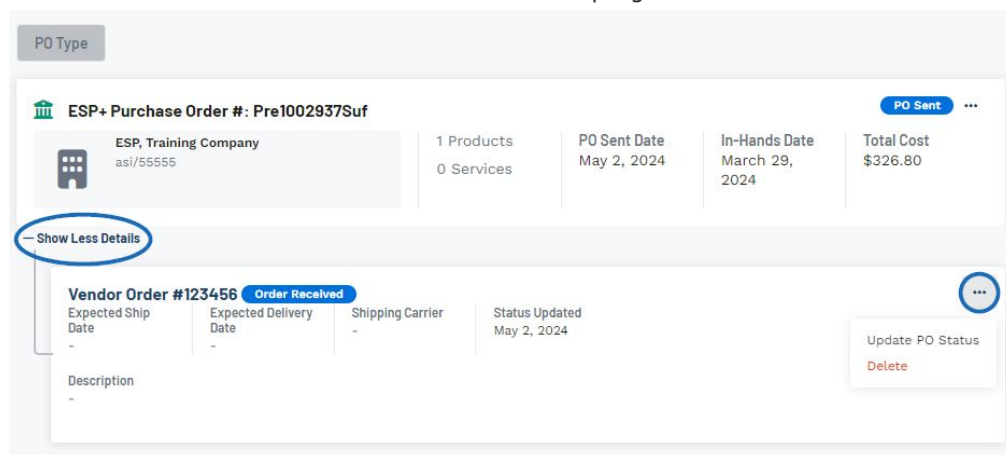 PO Type
ESP+ Purchase Order #: Pre1002937Suf
PO Sent
...
ESP, Training Company
asi/55555
1 Products
0 Services
PO Sent Date
May 2, 2024
In-Hands Date
March 29,
2024
Total Cost
$326.80
— Show Less Details
Vendor Order #123456
Order Received
...
Expected Ship
Date
-
Expected Delivery
Date
-
Shipping Carrier
-
Status Updated
May 2, 2024
Update PO Status
Delete
Description
-